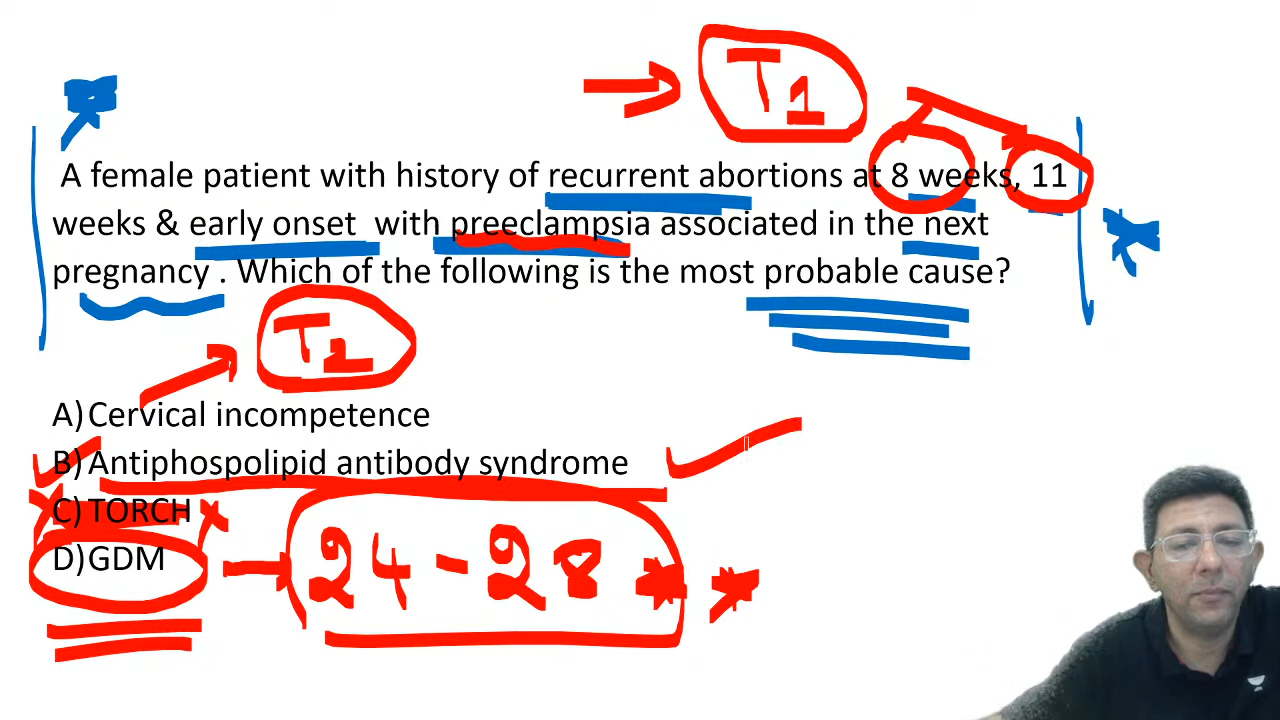 T1
A female patient with history of recurrent abortions at 8 weeks, 11
weeks & early onset with preeclampsia associated in the next
pregnancy . Which of the following is the most probable cause?
T2
A) Cervical incompetence
B) Antiphospolipid antibody syndrome
C) TORCH
D) GDM
24-28